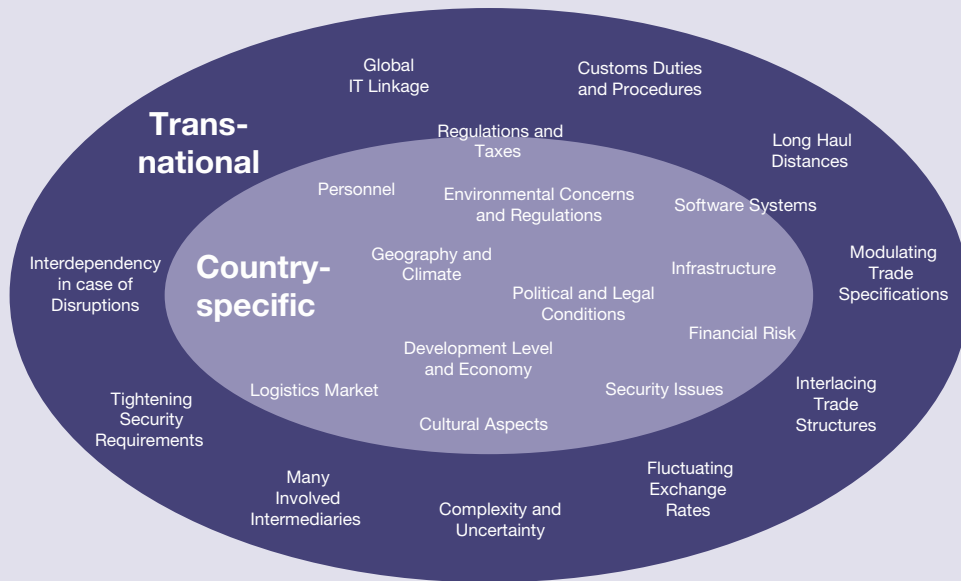 Global
IT Linkage
Customs Duties
and Procedures
Trans-
national
Regulations and
Taxes
Long Haul
Distances
Personnel
Environmental Concerns
and Regulations
Software Systems
Interdependency
in case of
Disruptions
Country-
specific
Geography and
Climate
Infrastructure
Modulating
Trade
Specifications
Political and Legal
Conditions
Financial Risk
Development Level
and Economy
Logistics Market
Security Issues
Interlacing
Trade
Structures
Tightening
Security
Requirements
Cultural Aspects
Many
Involved
Intermediaries
Complexity and
Uncertainty
Fluctuating
Exchange
Rates